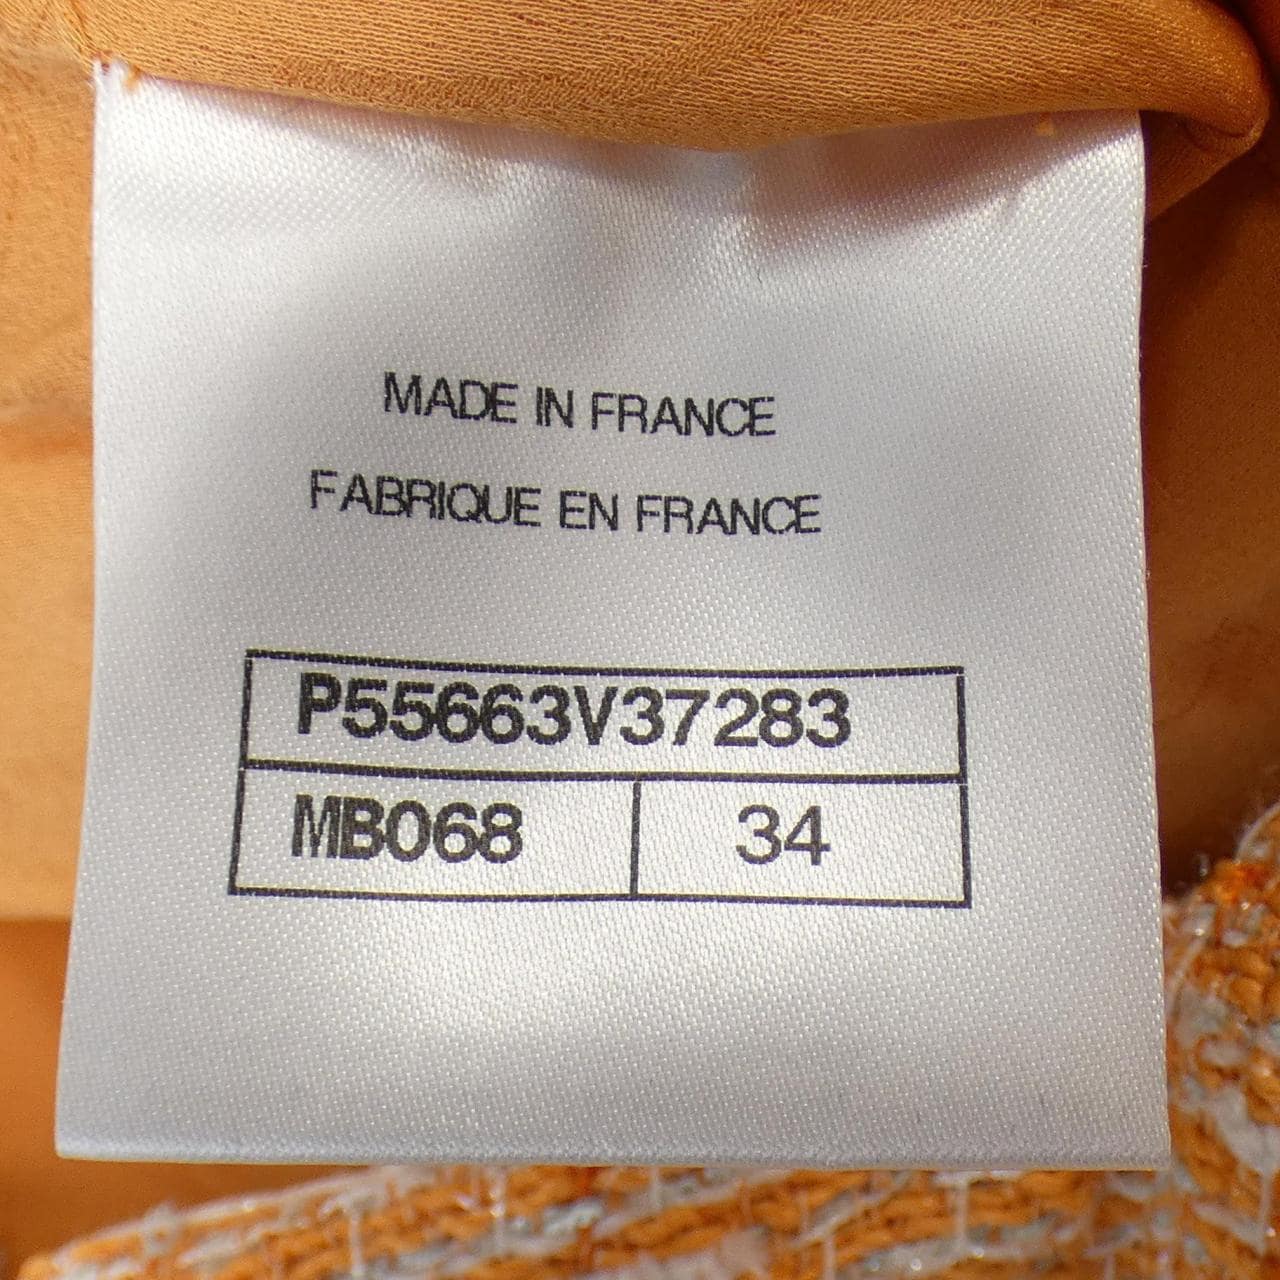 MADE IN FRANCE
FABRIQUE EN FRANCE
P55663V37283
MB068 34